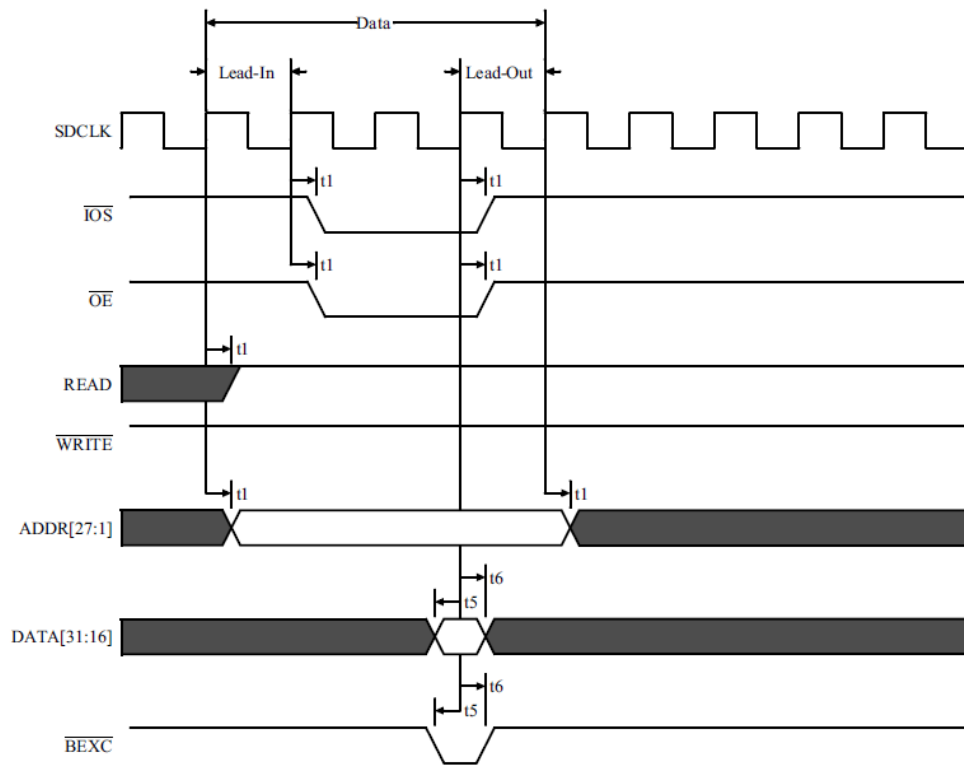 Data
Lead-In
Lead-Out
SDCLK
t1
t1
IOS
t1
t1
OE
t1
READ
WRITE
t1
t1
ADDR[27:1]
t6
t5
DATA[31:16]
t6
t5
BEXC